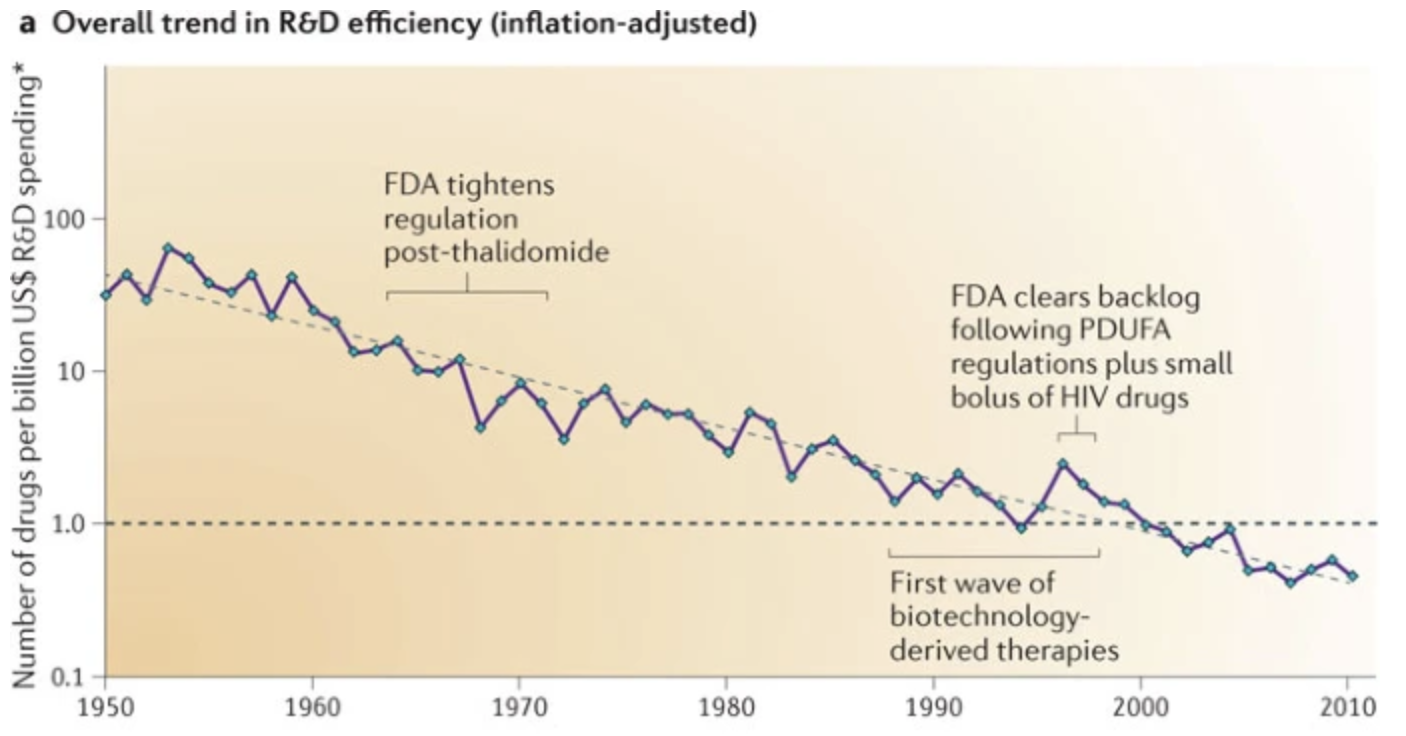 a Overall trend in R&D efficiency (inflation-adjusted)
Number of drugs per billion US$ R&D spending*
100
10
1.0
0.1
FDA tightens
regulation
post-thalidomide
FDA clears backlog
following PDUFA
regulations plus small
bolus of HIV drugs
First wave of
biotechnology-
derived therapies
1950 1960 1970 1980 1990 2000 2010